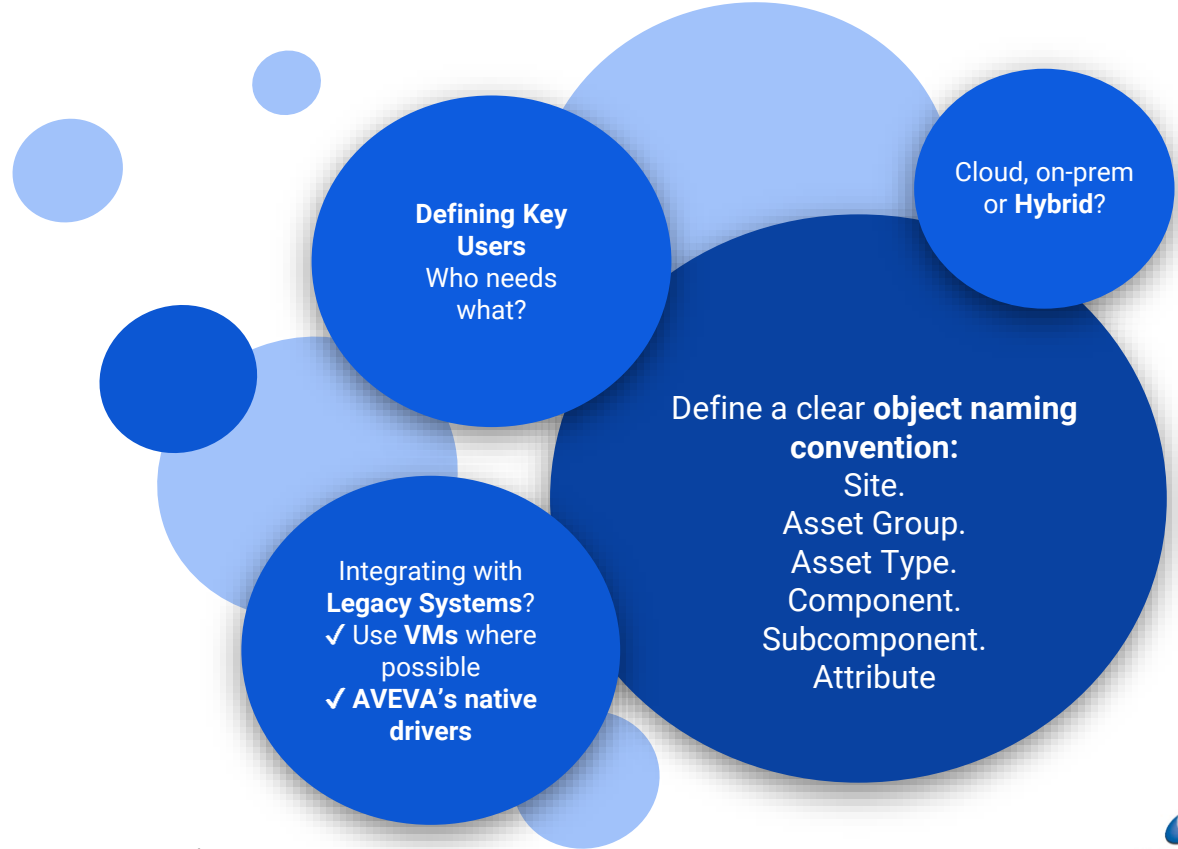 Defining Key
Users
Who needs
what?
Cloud, on-prem
or Hybrid?
Define a clear object naming
convention:
Site.
Asset Group.
Asset Type.
Component.
Subcomponent.
Attribute
Integrating with
Legacy Systems?
✓ Use VMs where
possible
✓ AVEVA’s native
drivers